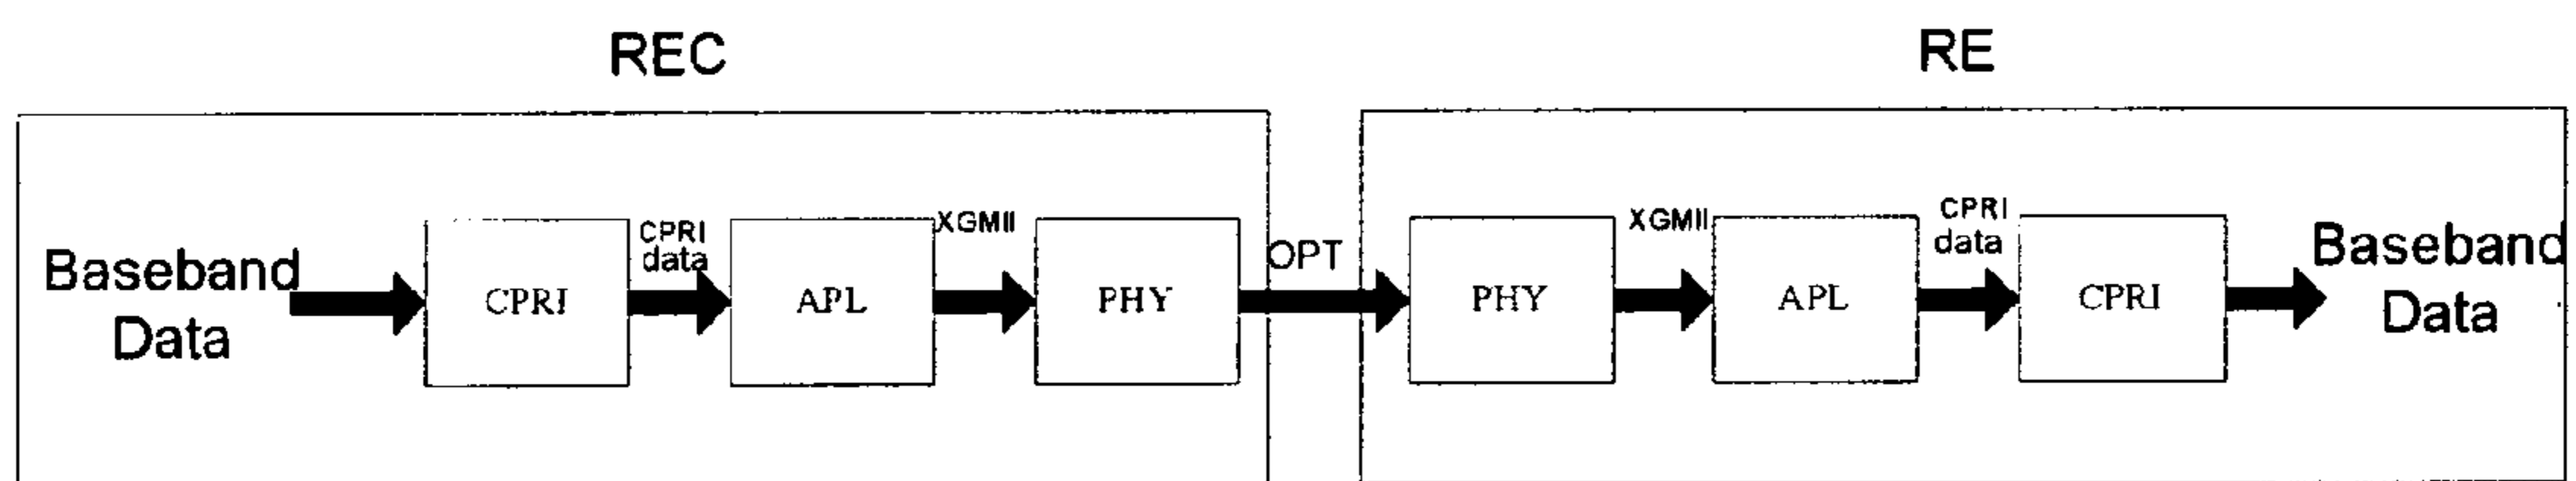 REC
RE
Baseband
Data
CPRI
CPRI
data
APL
XGMII
PHY
OPT
PHY
XGMII
APL
CPRI
data
CPRI
Baseband
Data